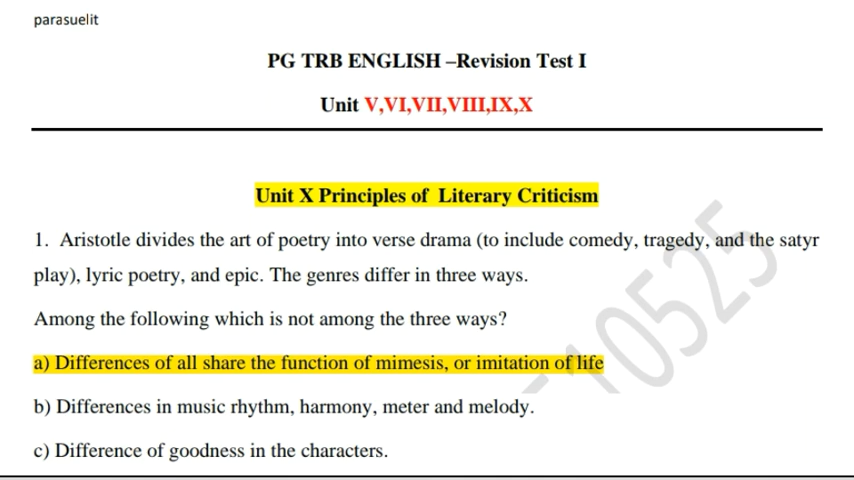 parasuelit
PG TRB ENGLISH –Revision Test I
Unit V,VI,VII,VIII,IX,X
Unit X Principles of Literary Criticism
1. Aristotle divides the art of poetry into verse drama (to include comedy, tragedy, and the satyr
play), lyric poetry, and epic. The genres differ in three ways.
Among the following which is not among the three ways?
a) Differences of all share the function of mimesis, or imitation of life
b) Differences in music rhythm, harmony, meter and melody.
c) Difference of goodness in the characters.